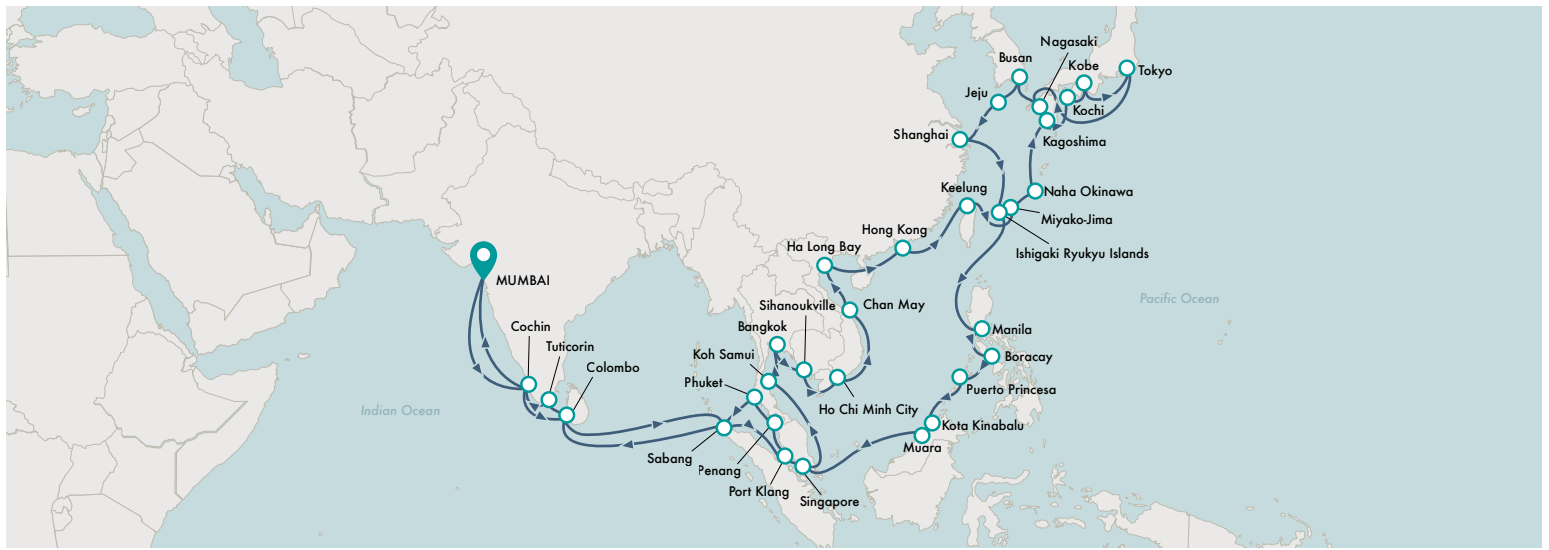 Nagasaki
Busan
Kobe
Tokyo
Jeju
Kochi
Shanghai
Kagoshima
Keelung
Naha Okinawa
Miyako-Jima
Hong Kong
Ha Long Bay
Ishigaki Ryukyu Islands
MUMBAI
Pacific Ocean
Sihanoukville
Chan May
Cochin
Bangkok
Manila
Tuticorin
Koh Samui
Boracay
Colombo
Phuket
Puerto Princesa
Indian Ocean
Ho Chi Minh City
Kota Kinabalu
Muara
Sabang
Penang
Port Klang
Singapore